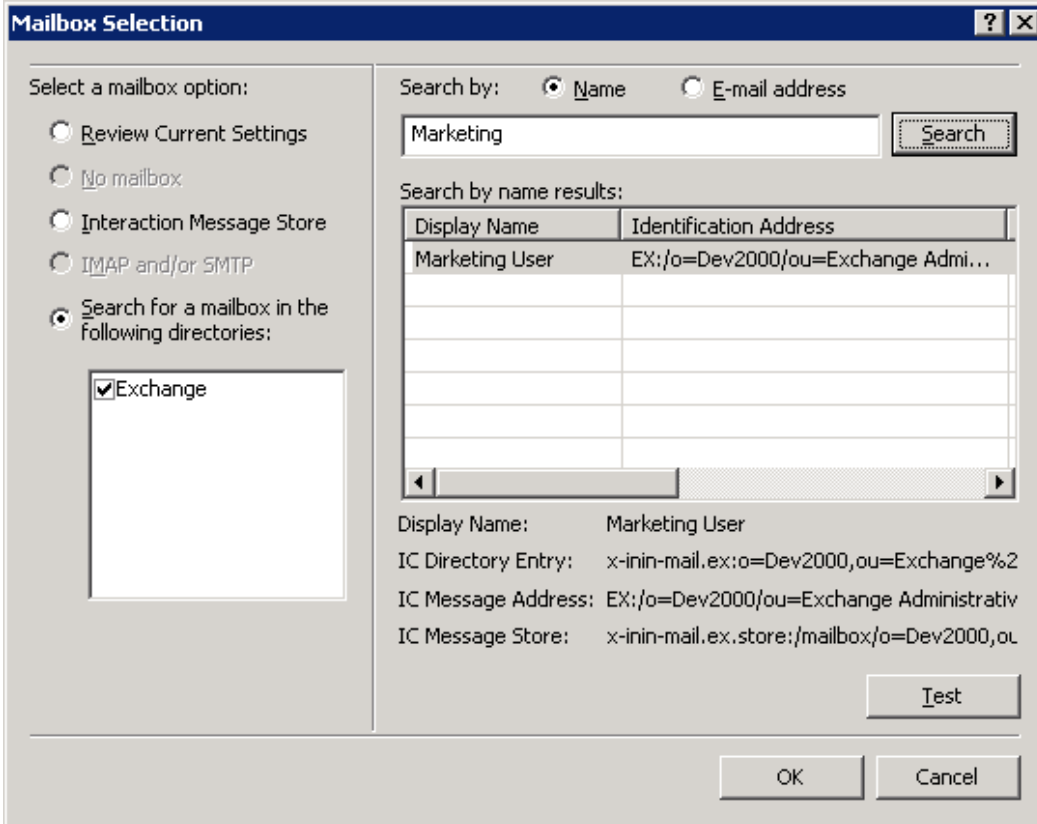 Mailbox Selection
Select a mailbox option:
Review Current Settings
No mailbox
Interaction Message Store
IMAP and/or SMTP
Search for a mailbox in the
following directories:
Exchange
Search by:
Name
E-mail address
Marketing
Search
Search by name results:
Display Name
Identification Address
Marketing User
EX:/o=Dev2000/ou=Exchange Admi...
Display Name: Marketing User
IC Directory Entry: x-inin-mail.ex:o=Dev2000,ou=Exchange%2
IC Message Address: EX:/o=Dev2000/ou=Exchange Administrativ
IC Message Store: x-inin-mail.ex.store:/mailbox/o=Dev2000,ou
Test
OK
Cancel